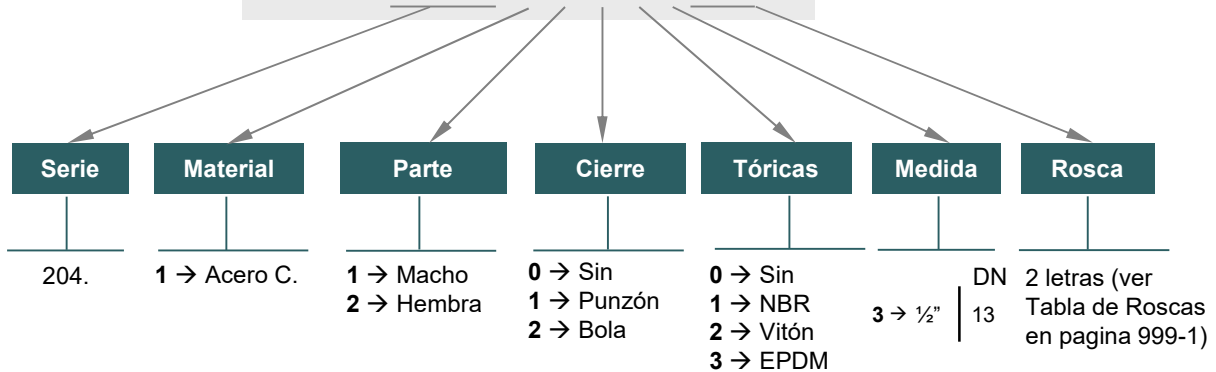 Serie Material Parte Cierre Tóricas Medida Rosca
204.
1 → Acero C.
1 → Macho
2 → Hembra
0 → Sin
1 → Punzón
2 → Bola
0 → Sin
1 → NBR
2 → Vitón
3 → EPDM
DN
3 → ½” 13
2 letras (ver
Tabla de Roscas
en pagina 999-1)